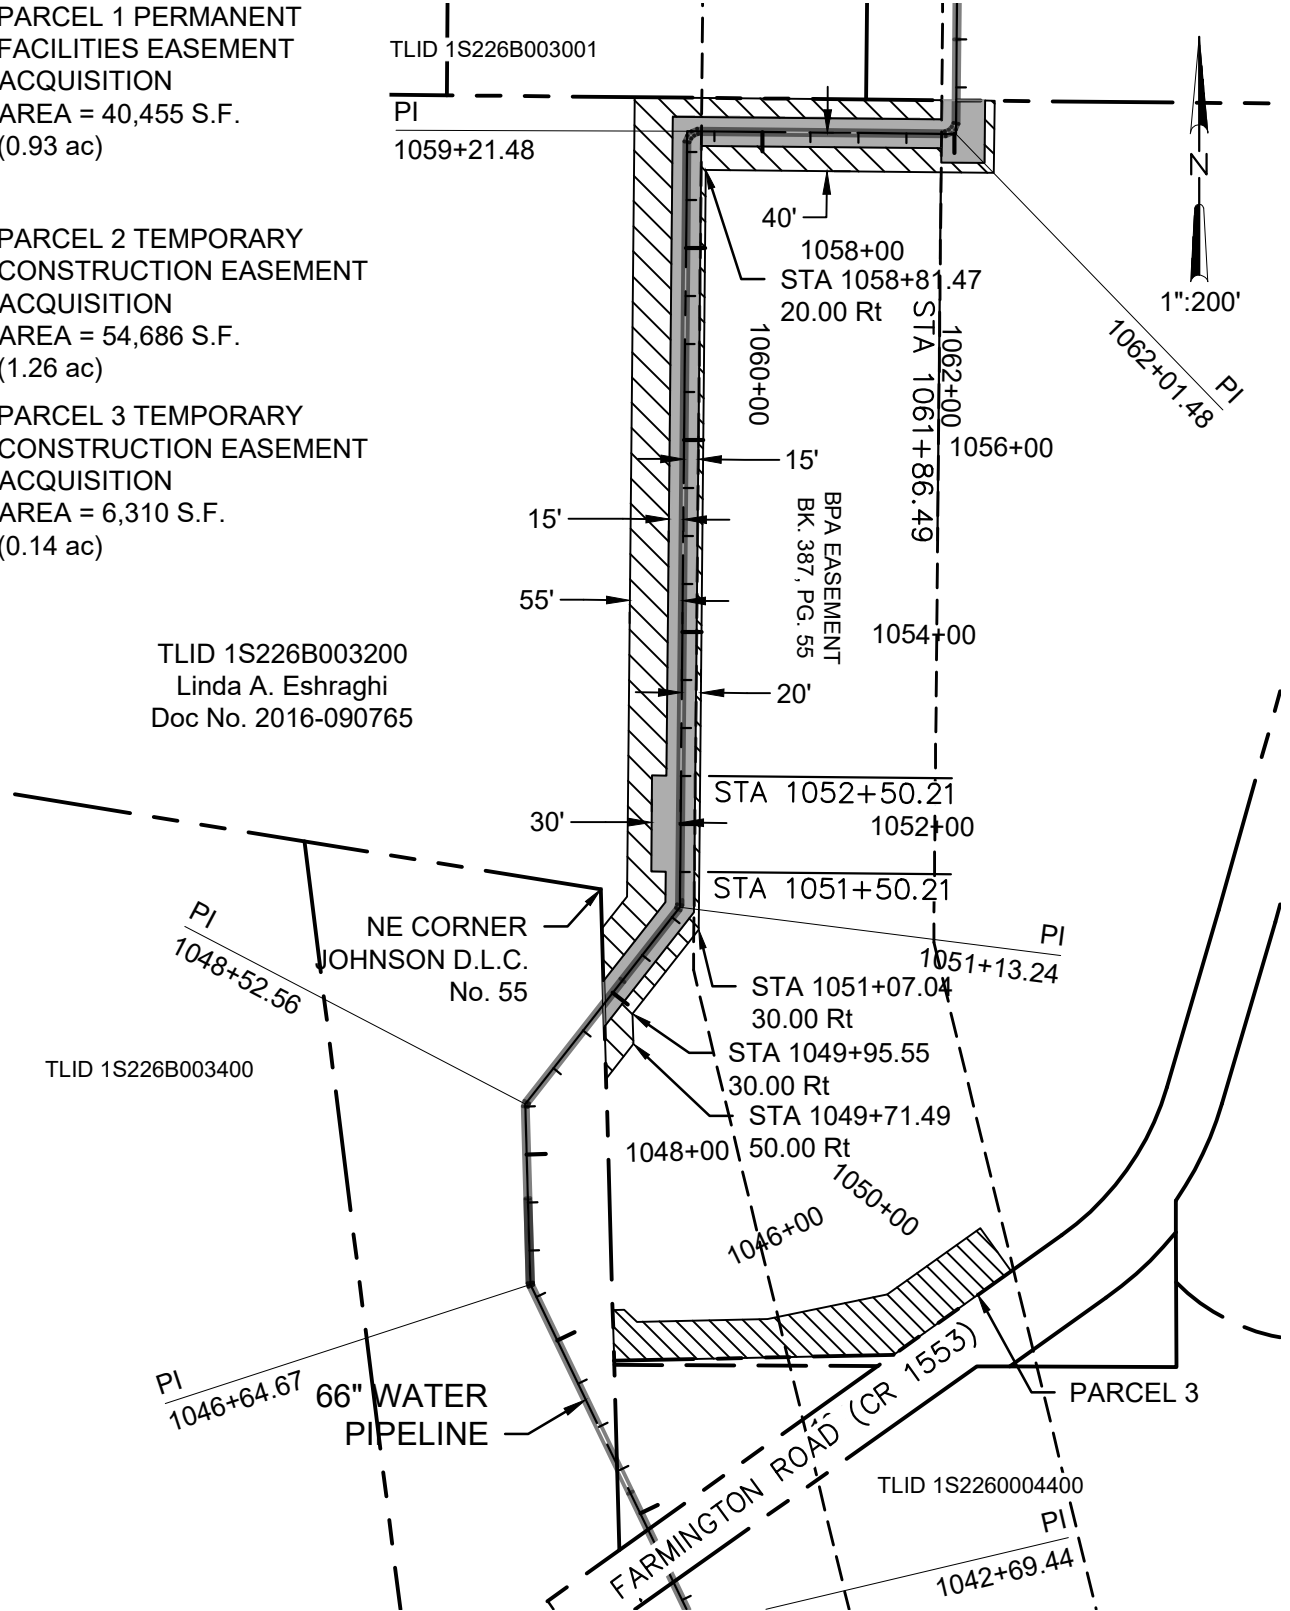 PARCEL 1 PERMANENT
FACILITIES EASEMENT
ACQUISITION
AREA = 40,455 S.F.
(0.93 ac)
PARCEL 2 TEMPORARY
CONSTRUCTION EASEMENT
ACQUISITION
AREA = 54,686 S.F.
(1.26 ac)
PARCEL 3 TEMPORARY
CONSTRUCTION EASEMENT
ACQUISITION
AREA = 6,310 S.F.
(0.14 ac)
TLID 1S226B003001
PI
1059+21.48
N
1":200'
40'
1058+00
STA 1058+81.47
20.00 Rt
1060+00
STA 1061+86.49
1062+00
PI
1062+01.48
1056+00
15'
15'
BPA EASEMENT
BK. 387, PG. 55
55'
1054+00
20'
TLID 1S226B003200
Linda A. Eshraghi
Doc No. 2016-090765
STA 1052+50.21
30'
1052+00
STA 1051+50.21
NE CORNER
JOHNSON D.L.C.
No. 55
PI
1048+52.56
PI
1051+13.24
STA 1051+07.04
30.00 Rt
STA 1049+95.55
30.00 Rt
STA 1049+71.49
50.00 Rt
TLID 1S226B003400
1048+00
1050+00
1046+00
PI
1046+64.67
66" WATER
PIPELINE
PARCEL 3
FARMINGTON ROAD (CR 1553)
TLID 1S2260004400
PI
1042+69.44